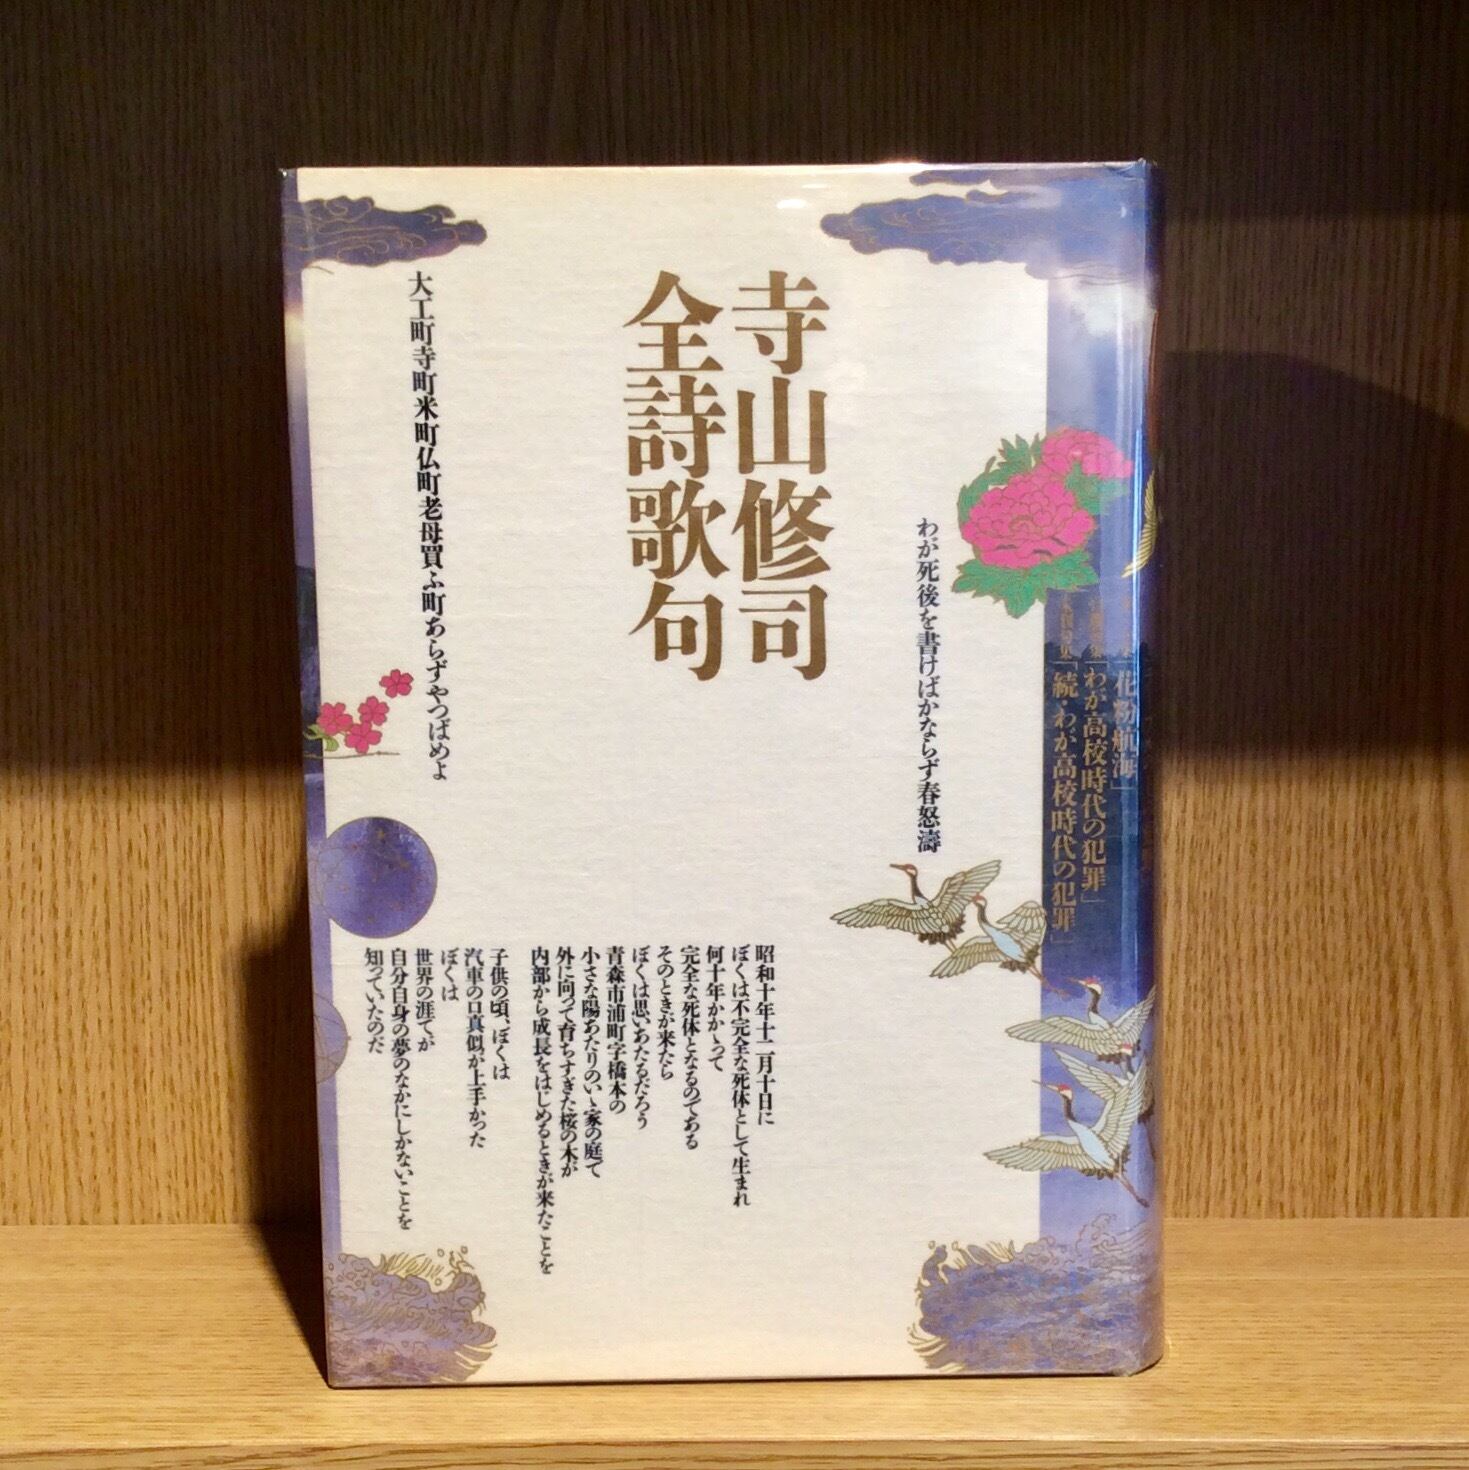 「花粉航海」
「わが高校時代の犯罪」
「続・わが高校時代の犯罪」
わが死後を書けばかならず春怒濤
寺山修司
全詩歌句
大工町寺町米町仏町老母買ふ町あらずやつばめよ
昭和十年十二月十日に
ぼくは不完全な死体として生まれ
何十年かかゝって
完全な死体となるのである
そのときが来たら
ぼくは思いあたるだろう
青森市浦町字橋本の
小さな陽あたりのいゝ家の庭で
外に向って育ちすぎた桜の木が
内部から成長をはじめるときが来たことを
子供の頃、ぼくは
汽車の口真似が上手かった
ぼくは
世界の涯てが
自分自身の夢のなかにしかないことを
知っていたのだ